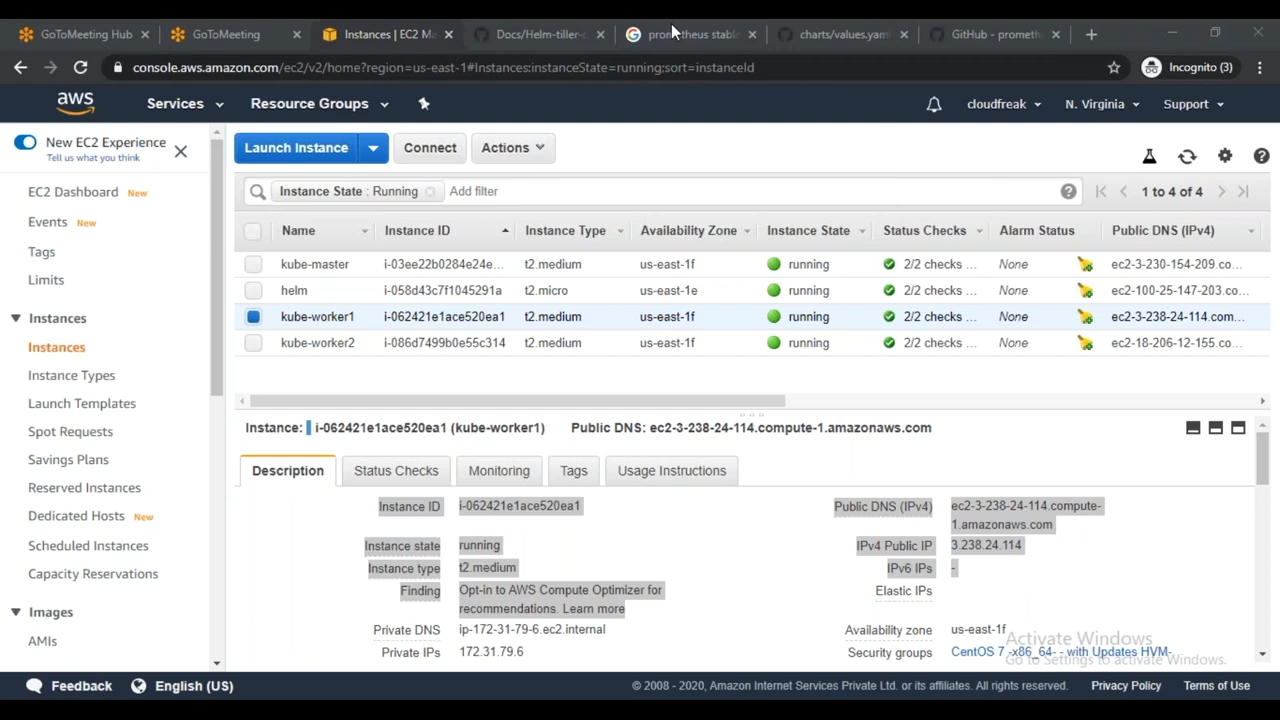 GoToMeeting Hub
GoToMeeting
Instances | EC2 Ma
Docs/Helm-tiller-
prometheus stable
charts/values.yam
GitHub - prometh
console.aws.amazon.com/ec2/v2/home?region=us-east-1#Instances:instanceState=running;sort=instanceId
Incognito (3)
aws
Services
Resource Groups
cloudfreak
N. Virginia
Support
New EC2 Experience
Tell us what you think
EC2 Dashboard New
Events New
Tags
Limits
Instances
Instances
Instance Types
Launch Templates
Spot Requests
Savings Plans
Reserved Instances
Dedicated Hosts New
Scheduled Instances
Capacity Reservations
Images
AMIs
Launch Instance
Connect
Actions
Instance State : Running
Add filter
1 to 4 of 4
Name Instance ID Instance Type Availability Zone Instance State Status Checks Alarm Status Public DNS (IPv4)
kube-master i-03ee22b0284e24e... t2.medium us-east-1f running 2/2 checks ... None ec2-3-230-154-209.co...
helm i-058d43c7f1045291a t2.micro us-east-1e running 2/2 checks ... None ec2-100-25-147-203.co...
kube-worker1 i-062421e1ace520ea1 t2.medium us-east-1f running 2/2 checks ... None ec2-3-238-24-114.com...
kube-worker2 i-086d7499b0e55c314 t2.medium us-east-1f running 2/2 checks ... None ec2-18-206-12-155.co...
Instance: i-062421e1ace520ea1 (kube-worker1) Public DNS: ec2-3-238-24-114.compute-1.amazonaws.com
Description
Status Checks
Monitoring
Tags
Usage Instructions
Instance ID i-062421e1ace520ea1
Instance state running
Instance type t2.medium
Finding Opt-in to AWS Compute Optimizer for
recommendations. Learn more
Private DNS ip-172-31-79-6.ec2.internal
Private IPs 172.31.79.6
Public DNS (IPv4) ec2-3-238-24-114.compute-
1.amazonaws.com
IPv4 Public IP 3.238.24.114
IPv6 IPs -
Elastic IPs
Availability zone us-east-1f
Security groups CentOS 7 -x86_64- - with Updates HVM-
Activate Windows
Go to Settings to activate Windows.
Feedback
English (US)
© 2008 - 2020, Amazon Internet Services Private Ltd. or its affiliates. All rights reserved.
Privacy Policy
Terms of Use